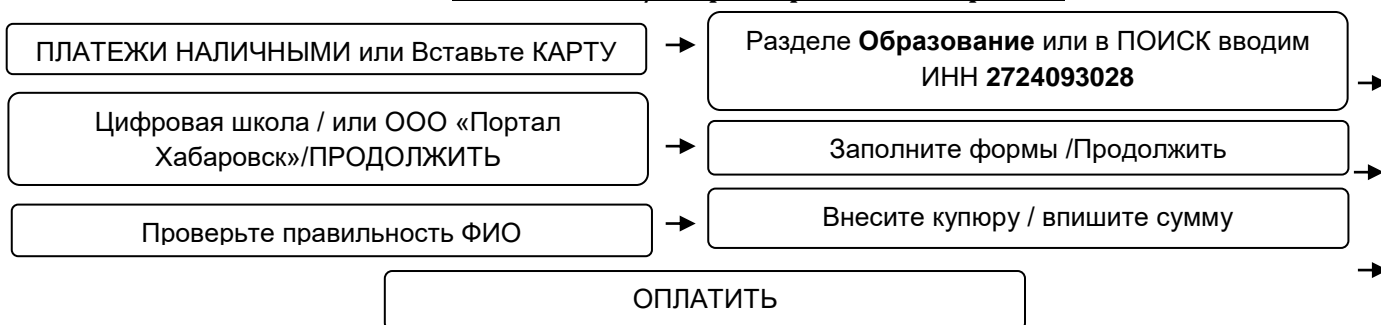 ПЛАТЕЖИ НАЛИЧНЫМИ или Вставьте КАРТУ
Разделе Образование или в ПОИСК вводим
ИНН 2724093028
Цифровая школа / или ООО «Портал
Хабаровск»/ПРОДОЛЖИТЬ
Заполните формы /Продолжить
Проверьте правильность ФИО
Внесите купюру / впишите сумму
ОПЛАТИТЬ